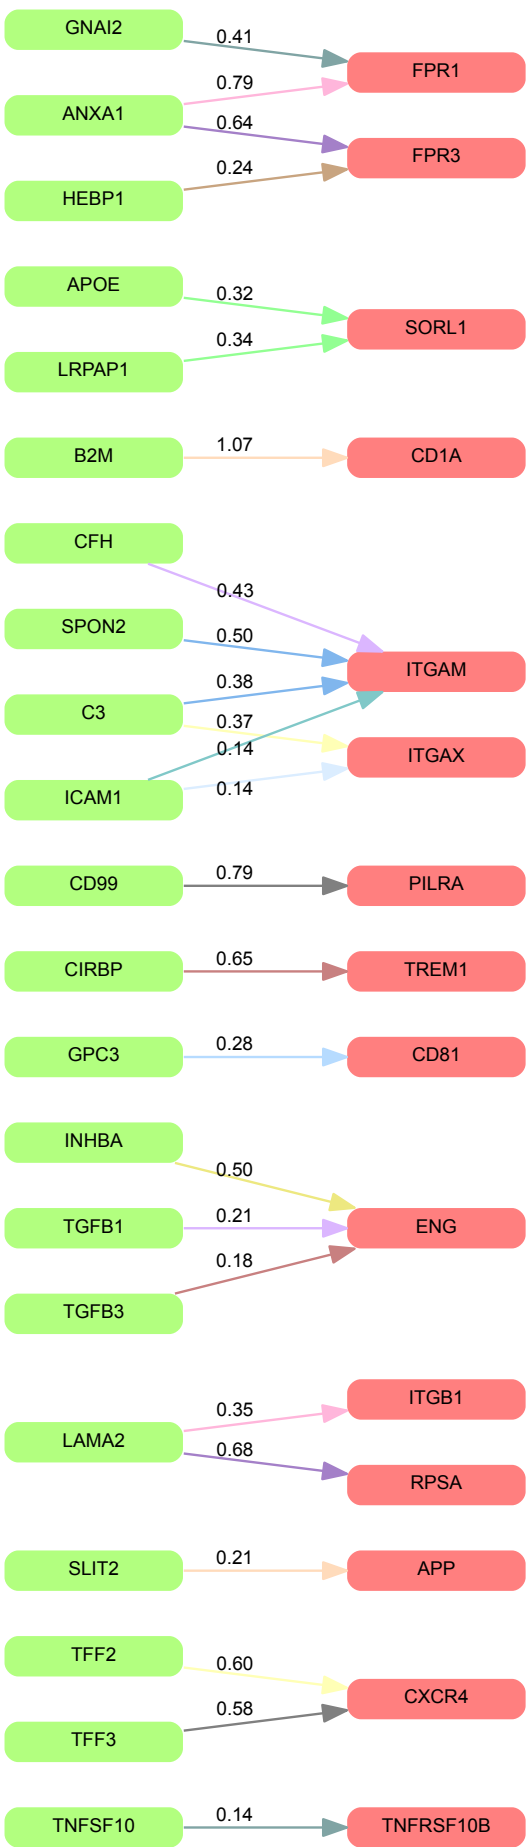 GNAI2
0.41
FPR1
0.79
ANXA1
0.64
FPR3
0.24
HEBP1
APOE
0.32
SORL1
0.34
LRPAP1
B2M
1.07
CD1A
CFH
0.43
SPON2
0.50
ITGAM
0.38
C3
0.37
ITGAX
0.14
0.14
ICAM1
CD99
0.79
PILRA
CIRBP
0.65
TREM1
GPC3
0.28
CD81
INHBA
0.50
TGFB1
0.21
ENG
0.18
TGFB3
ITGB1
0.35
LAMA2
0.68
RPSA
SLIT2
0.21
APP
TFF2
0.60
CXCR4
0.58
TFF3
TNFSF10
0.14
TNFRSF10B